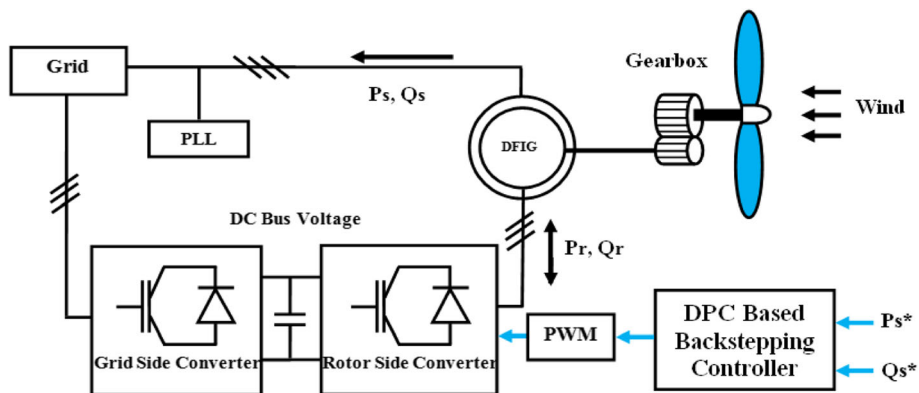 Grid
Gearbox
Ps, Qs
Wind
PLL
DFIG
DC Bus Voltage
Pr, Qr
DPC Based
Backstepping
Controller
Ps*
Qs*
PWM
Grid Side Converter
Rotor Side Converter